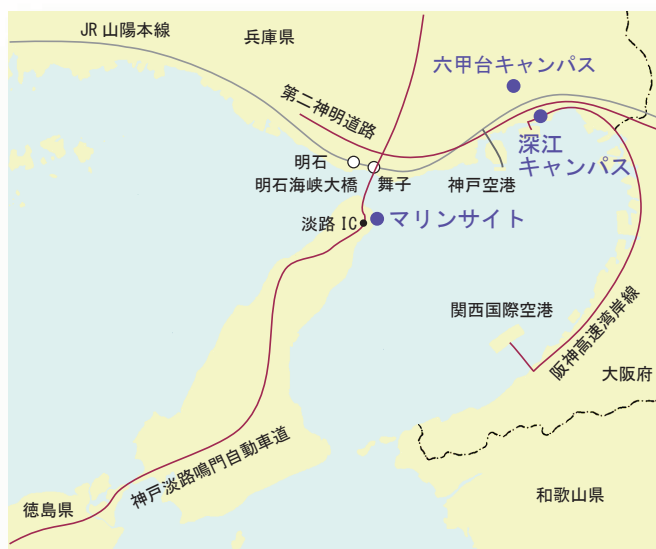 JR 山陽本線
兵庫県
六甲台キャンパス
第二神明道路
深江
キャンパス
明石
明石海峡大橋
舞子
神戸空港
淡路 IC
マリンサイト
関西国際空港
阪神高速湾岸線
大阪府
神戸淡路鳴門自動車道
徳島県
和歌山県